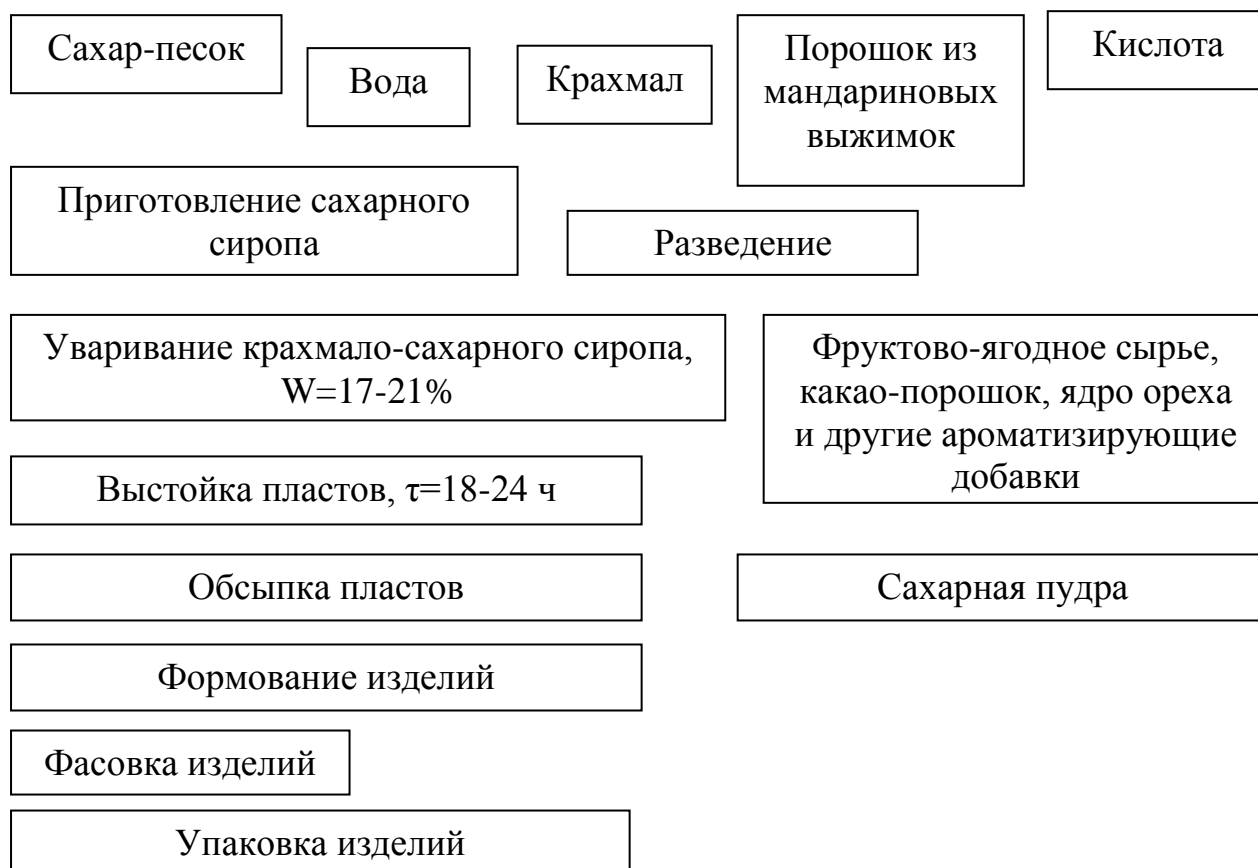 Сахар-песок
Вода
Крахмал
Порошок из
мандариновых
выжимок
Кислота
Приготовление сахарного
сиропа
Разведение
Уваривание крахмало-сахарного сиропа,
W=17-21%
Фруктово-ягодное сырье,
какао-порошок, ядро ореха
и другие ароматизирующие
добавки
Выстойка пластов, τ=18-24 ч
Обсыпка пластов
Сахарная пудра
Формование изделий
Фасовка изделий
Упаковка изделий